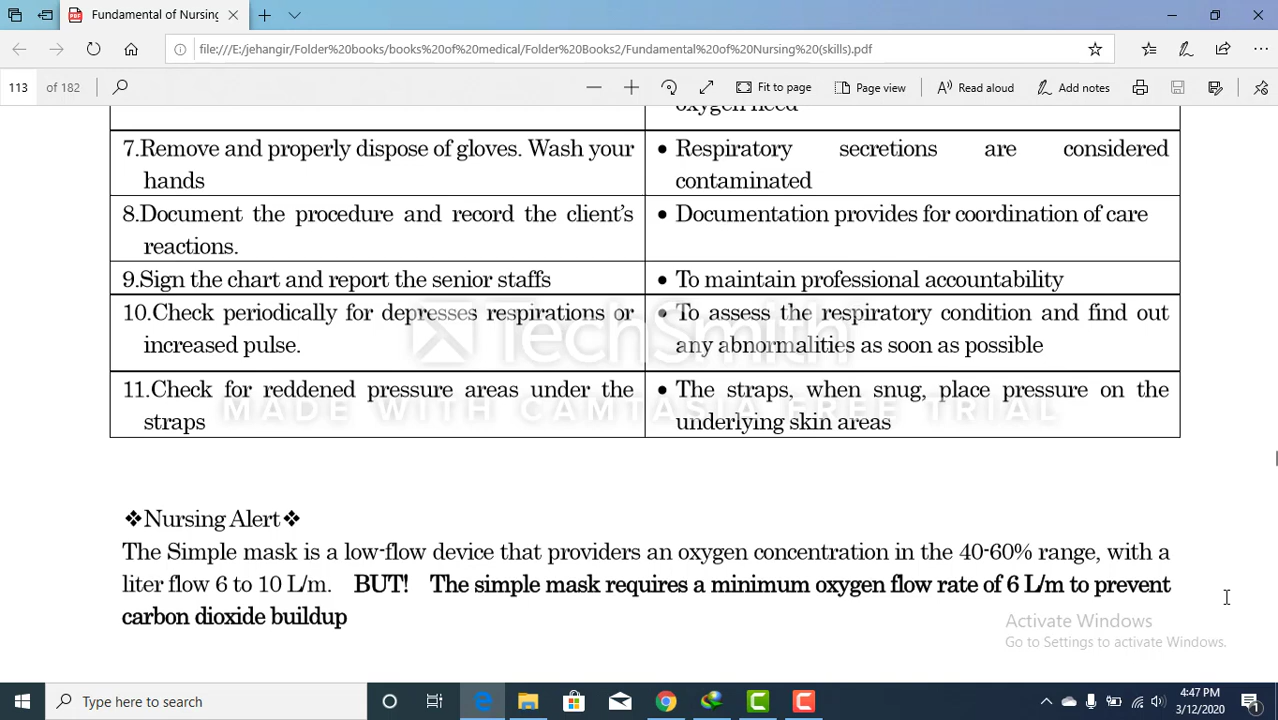 Fundamental of Nursing
file:///E:/jehangir/Folder%20books/books%20of%20medical/Folder%20Books2/Fundamental%20of%20Nursing%20(skills).pdf
113 of 182 Fit to page Page view Read aloud Add notes
oxygen need
7.Remove and properly dispose of gloves. Wash your
hands
• Respiratory secretions are considered
contaminated
8.Document the procedure and record the client's
reactions.
• Documentation provides for coordination of care
9.Sign the chart and report the senior staffs
• To maintain professional accountability
10.Check periodically for depresses respirations or
increased pulse.
• To assess the respiratory condition and find out
any abnormalities as soon as possible
11.Check for reddened pressure areas under the
straps
• The straps, when snug, place pressure on the
underlying skin areas
TechSmith
MADE WITH CAMTASIA FREE TRIAL
❖Nursing Alert❖
The Simple mask is a low-flow device that providers an oxygen concentration in the 40-60% range, with a
liter flow 6 to 10 L/m. BUT! The simple mask requires a minimum oxygen flow rate of 6 L/m to prevent
carbon dioxide buildup
Activate Windows
Go to Settings to activate Windows.
Type here to search
4:47 PM
3/12/2020
1